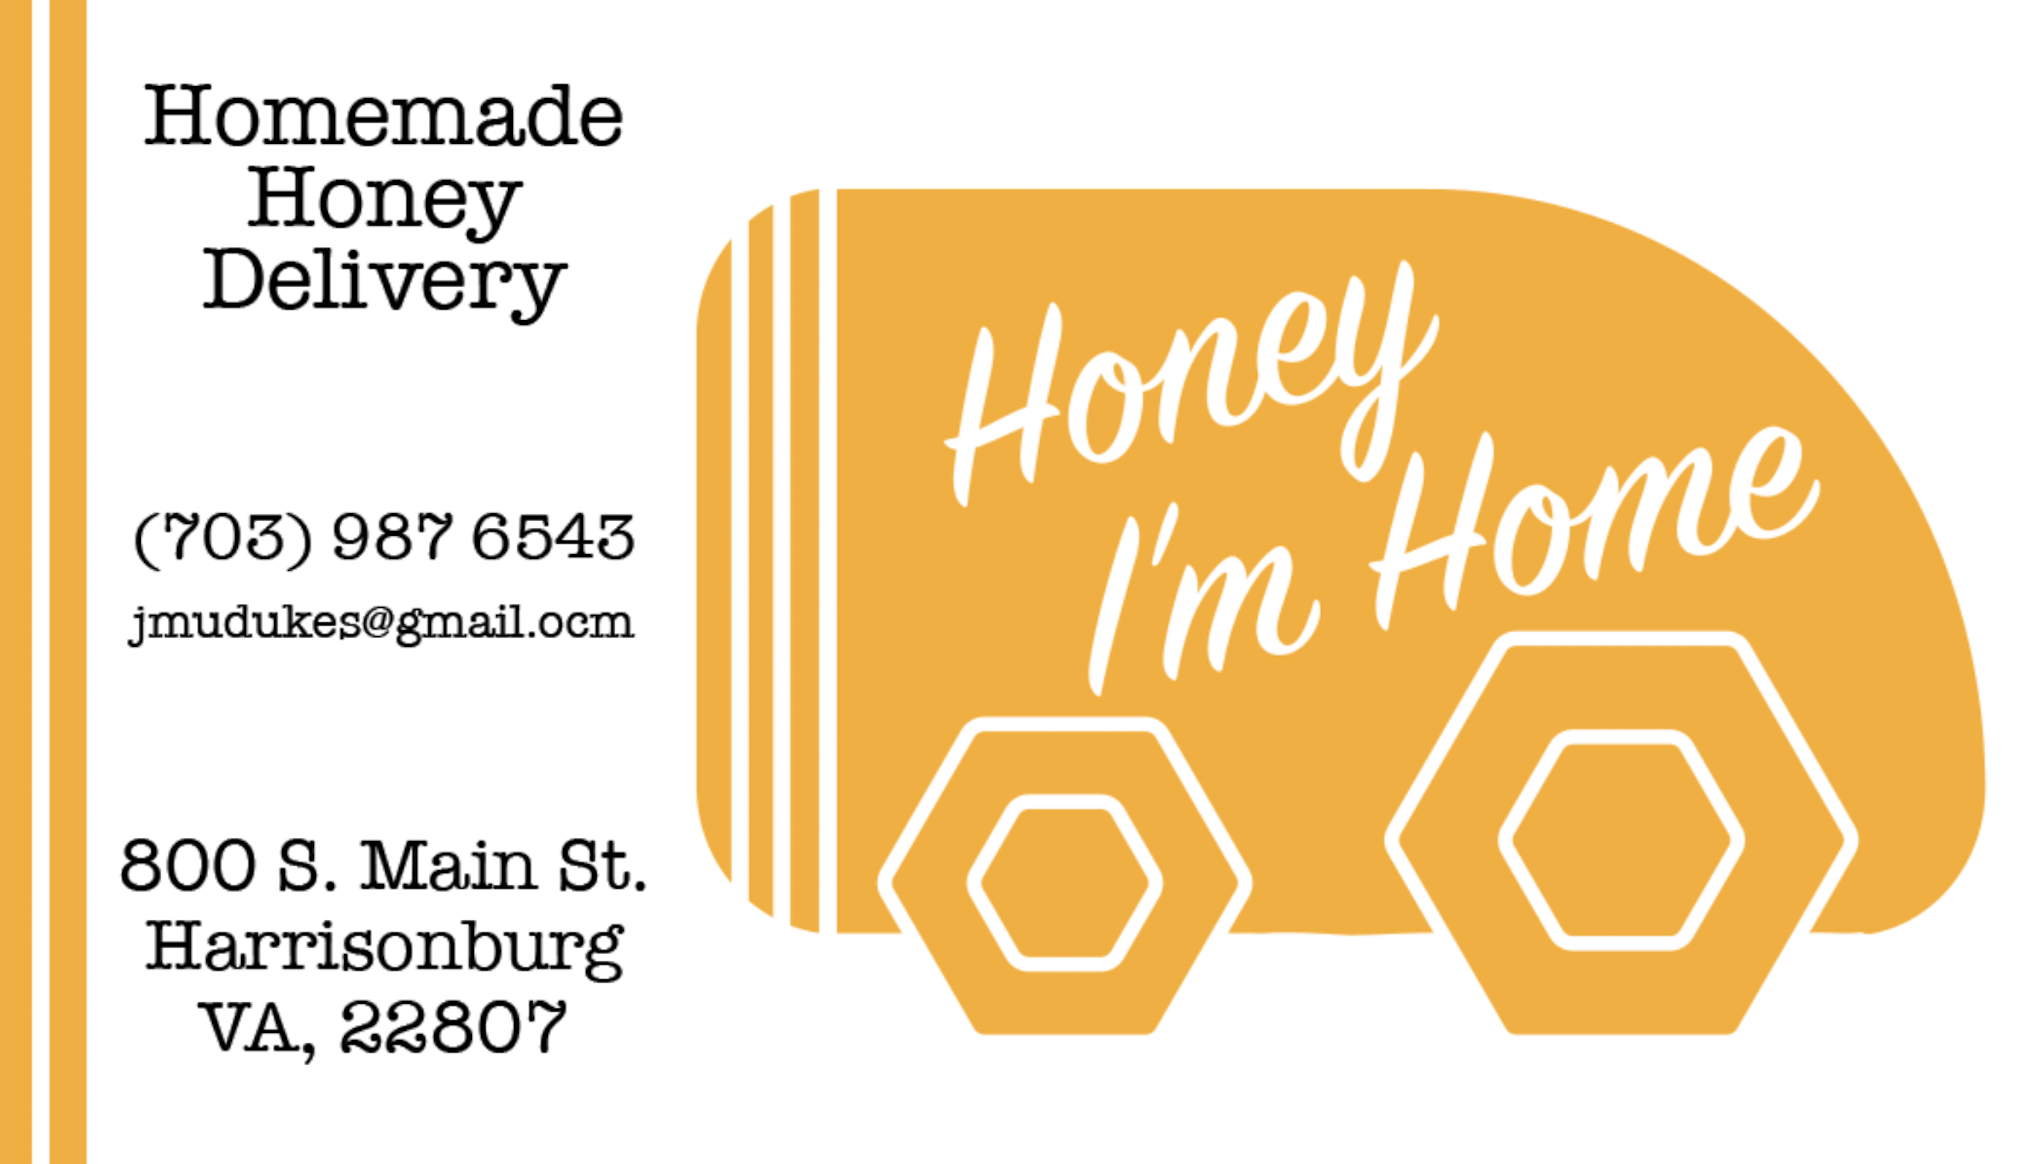 Homemade
Honey
Delivery
(703) 987 6543
jmudukes@gmail.ocm
800 S. Main St.
Harrisonburg
VA, 22807
Honey
I'm Home